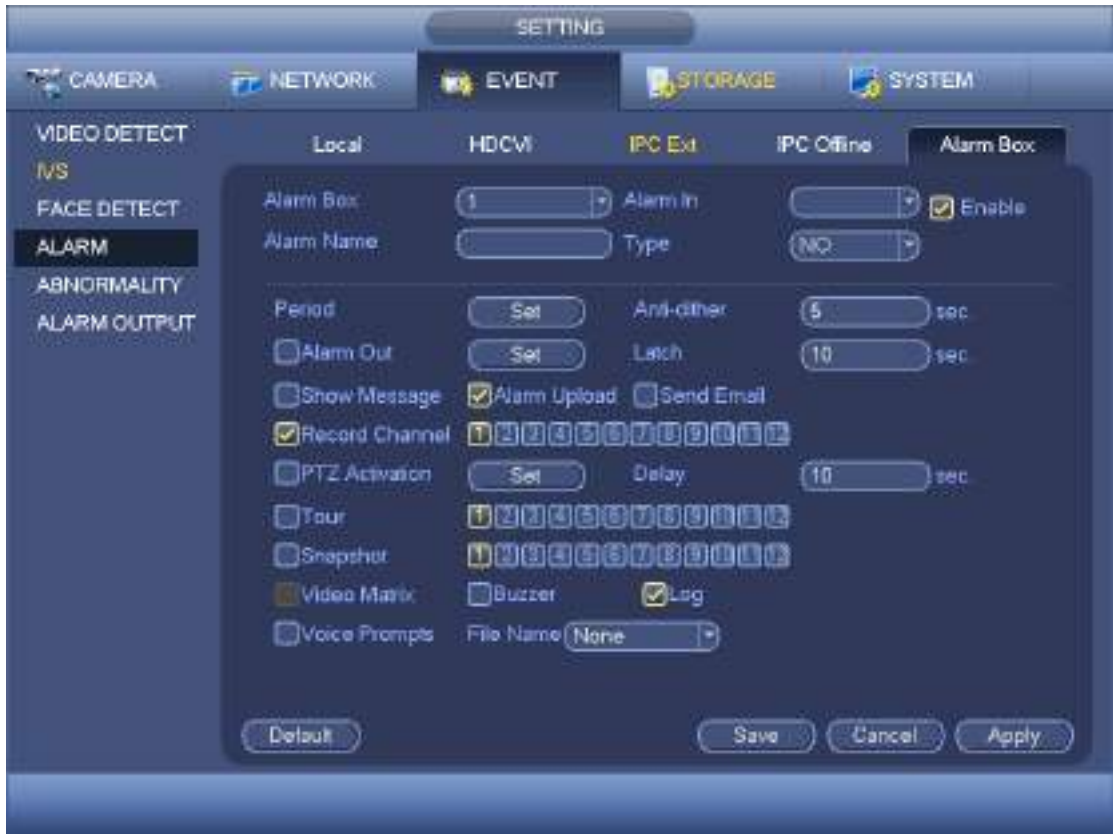 SETTING
CAMERA NETWORK EVENT STORAGE SYSTEM
VIDEO DETECT
IVS
FACE DETECT
ALARM
ABNORMALITY
ALARM OUTPUT
Local HDCVI IPC Ext IPC Offline Alarm Box
Alarm Box 1 Alarm In Enable
Alarm Name Type NO
Period Set Anti-dither 5 sec.
Alarm Out Set Latch 10 sec.
Show Message Alarm Upload Send Email
Record Channel 1 2 3 4 5 6 7 8 9 10 11 12
PTZ Activation Set Delay 10 sec.
Tour 1 2 3 4 5 6 7 8 9 10 11 12
Snapshot 1 2 3 4 5 6 7 8 9 10 11 12
Video Matrix Buzzer Log
Voice Prompts File Name None
Default Save Cancel Apply